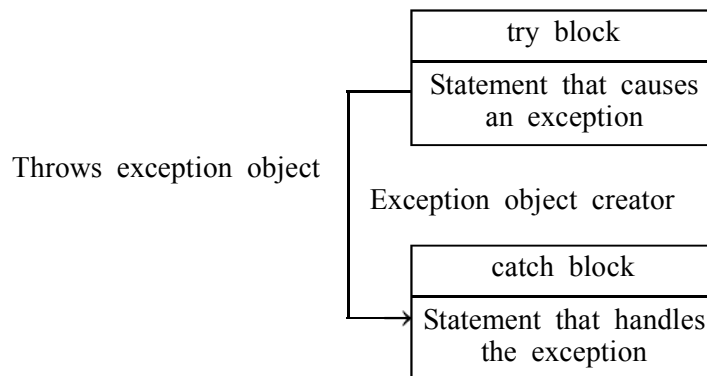 try block
Statement that causes
an exception
Throws exception object
Exception object creator
catch block
Statement that handles
the exception